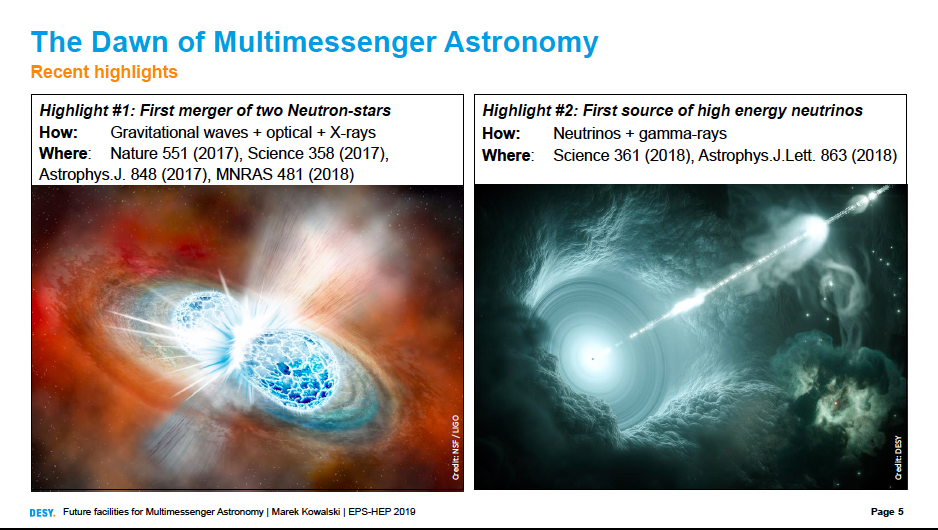 The Dawn of Multimessenger Astronomy
Recent highlights
Highlight #1: First merger of two Neutron-stars
How: Gravitational waves + optical + X-rays
Where: Nature 551 (2017), Science 358 (2017),
Astrophys.J. 848 (2017), MNRAS 481 (2018)
Credit: NSF / LIGO
Highlight #2: First source of high energy neutrinos
How: Neutrinos + gamma-rays
Where: Science 361 (2018), Astrophys.J.Lett. 863 (2018)
Credit: DESY
DESY. Future facilities for Multimessenger Astronomy | Marek Kowalski | EPS-HEP 2019 Page 5